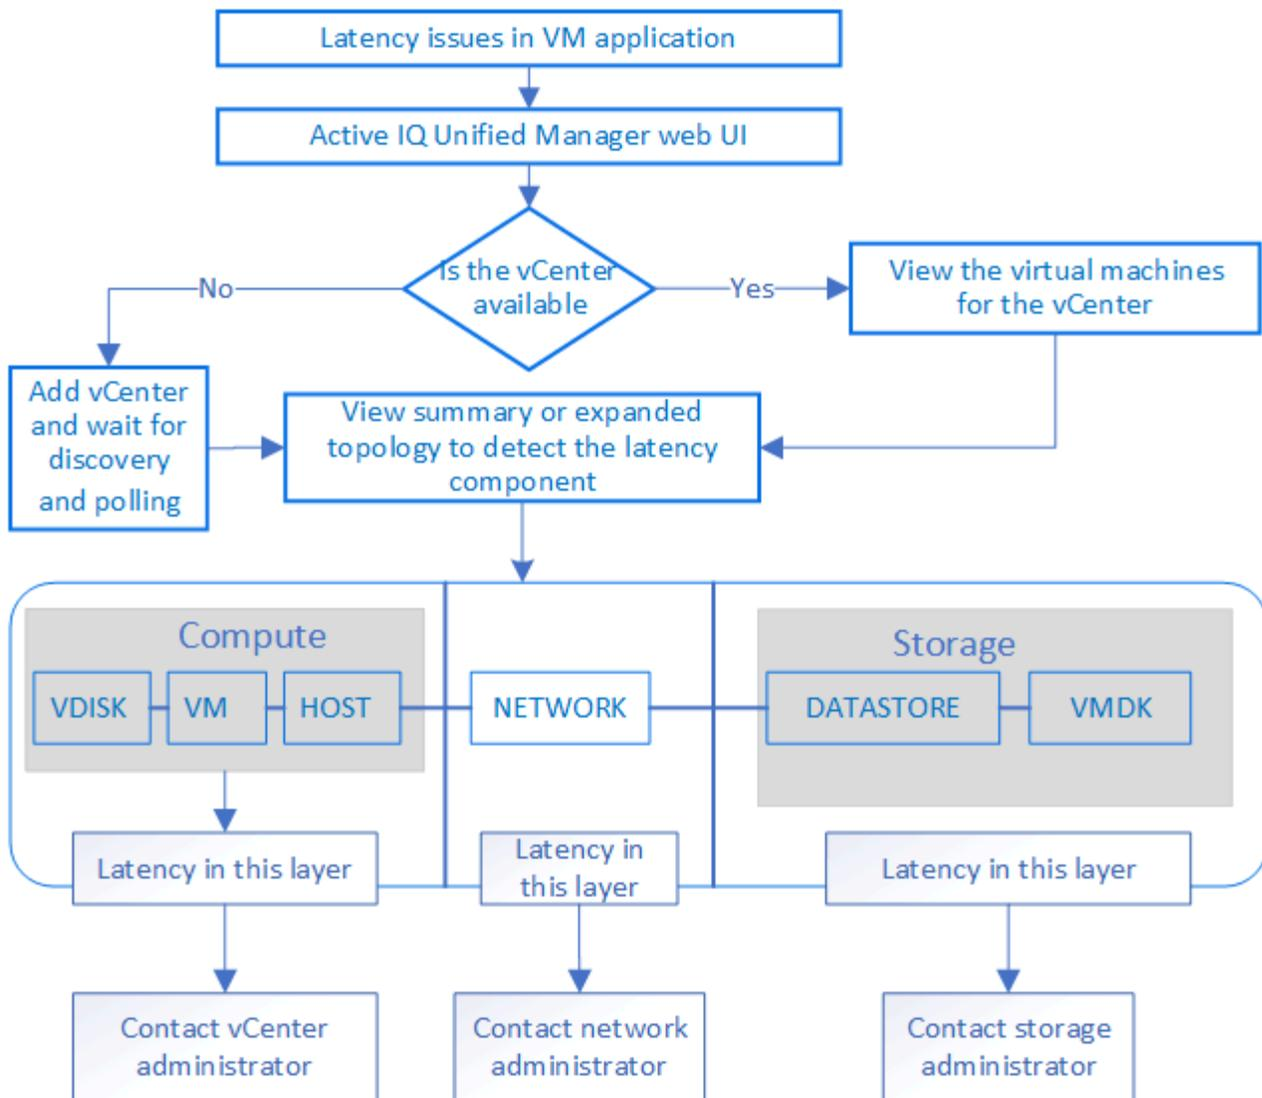 Latency issues in VM application
Active IQ Unified Manager web UI
Is the vCenter
available
No
Yes
View the virtual machines
for the vCenter
Add vCenter
and wait for
discovery
and polling
View summary or expanded
topology to detect the latency
component
Compute
Storage
VDISK
VM
HOST
NETWORK
DATASTORE
VMDK
Latency in this layer
Latency in
this layer
Latency in this layer
Contact vCenter
administrator
Contact network
administrator
Contact storage
administrator